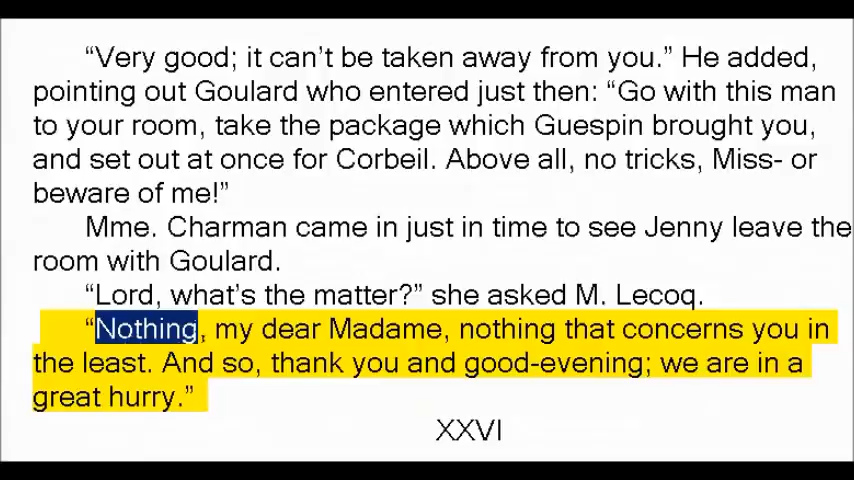 “Very good; it can’t be taken away from you.” He added,
pointing out Goulard who entered just then: “Go with this man
to your room, take the package which Guespin brought you,
and set out at once for Corbeil. Above all, no tricks, Miss- or
beware of me!”
Mme. Charman came in just in time to see Jenny leave the
room with Goulard.
“Lord, what’s the matter?” she asked M. Lecoq.
“Nothing, my dear Madame, nothing that concerns you in
the least. And so, thank you and good-evening; we are in a
great hurry.”
XXVI